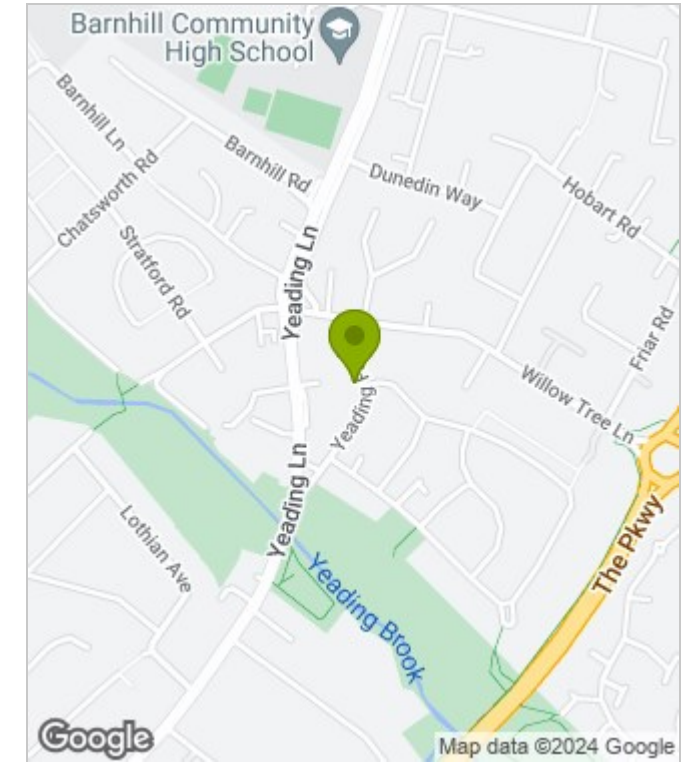 Barnhill Community
High School
Barnhill Ln
Chatsworth Rd
Barnhill Rd
Dunedin Way
Hobart Rd
Stratford Rd
Yeading Ln
Friar Rd
Willow Tree Ln
Yeading
Yeading Ln
The Pkwy
Lothian Ave
Yeading Brook
Google
Map data ©2024 Google